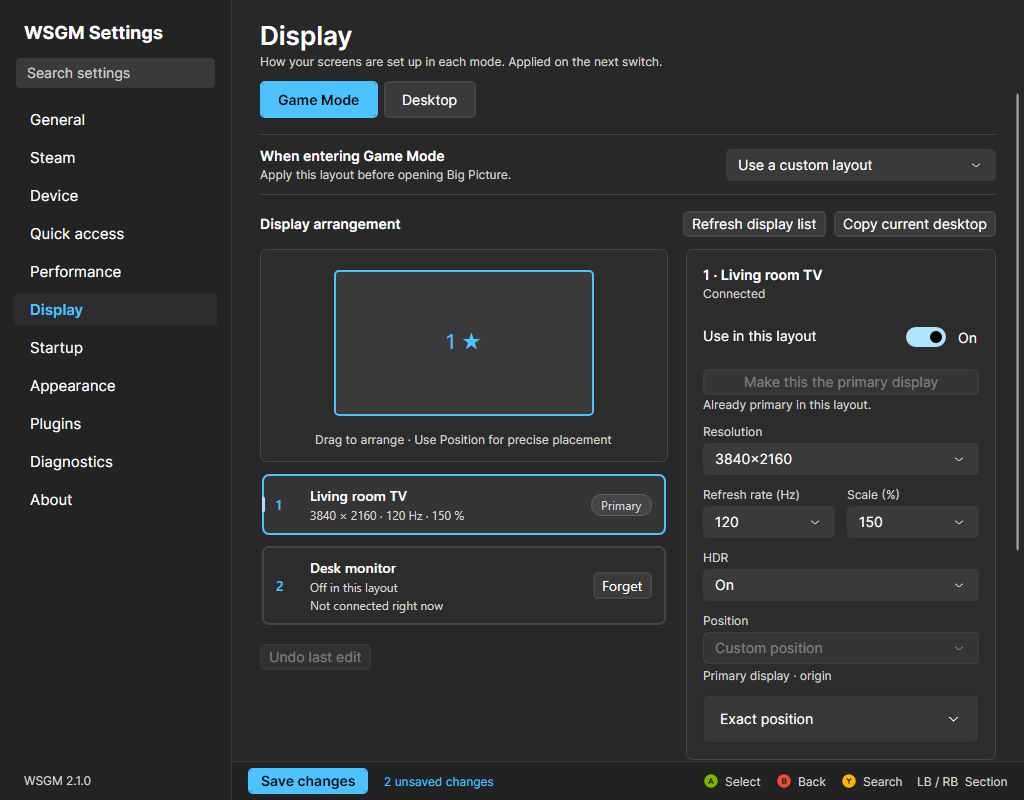 WSGM Settings
Search settings
General
Steam
Device
Quick access
Performance
Display
Startup
Appearance
Plugins
Diagnostics
About
WSGM 2.1.0
Display
How your screens are set up in each mode. Applied on the next switch.
Game Mode
Desktop
When entering Game Mode
Apply this layout before opening Big Picture.
Use a custom layout
Display arrangement
Refresh display list
Copy current desktop
1 ★
Drag to arrange · Use Position for precise placement
1
Living room TV
3840 × 2160 · 120 Hz · 150 %
Primary
2
Desk monitor
Off in this layout
Not connected right now
Forget
Undo last edit
1 · Living room TV
Connected
Use in this layout
On
Make this the primary display
Already primary in this layout.
Resolution
3840×2160
Refresh rate (Hz)
Scale (%)
120
150
HDR
On
Position
Custom position
Primary display · origin
Exact position
Save changes
2 unsaved changes
A Select
B Back
Y Search
LB / RB Section